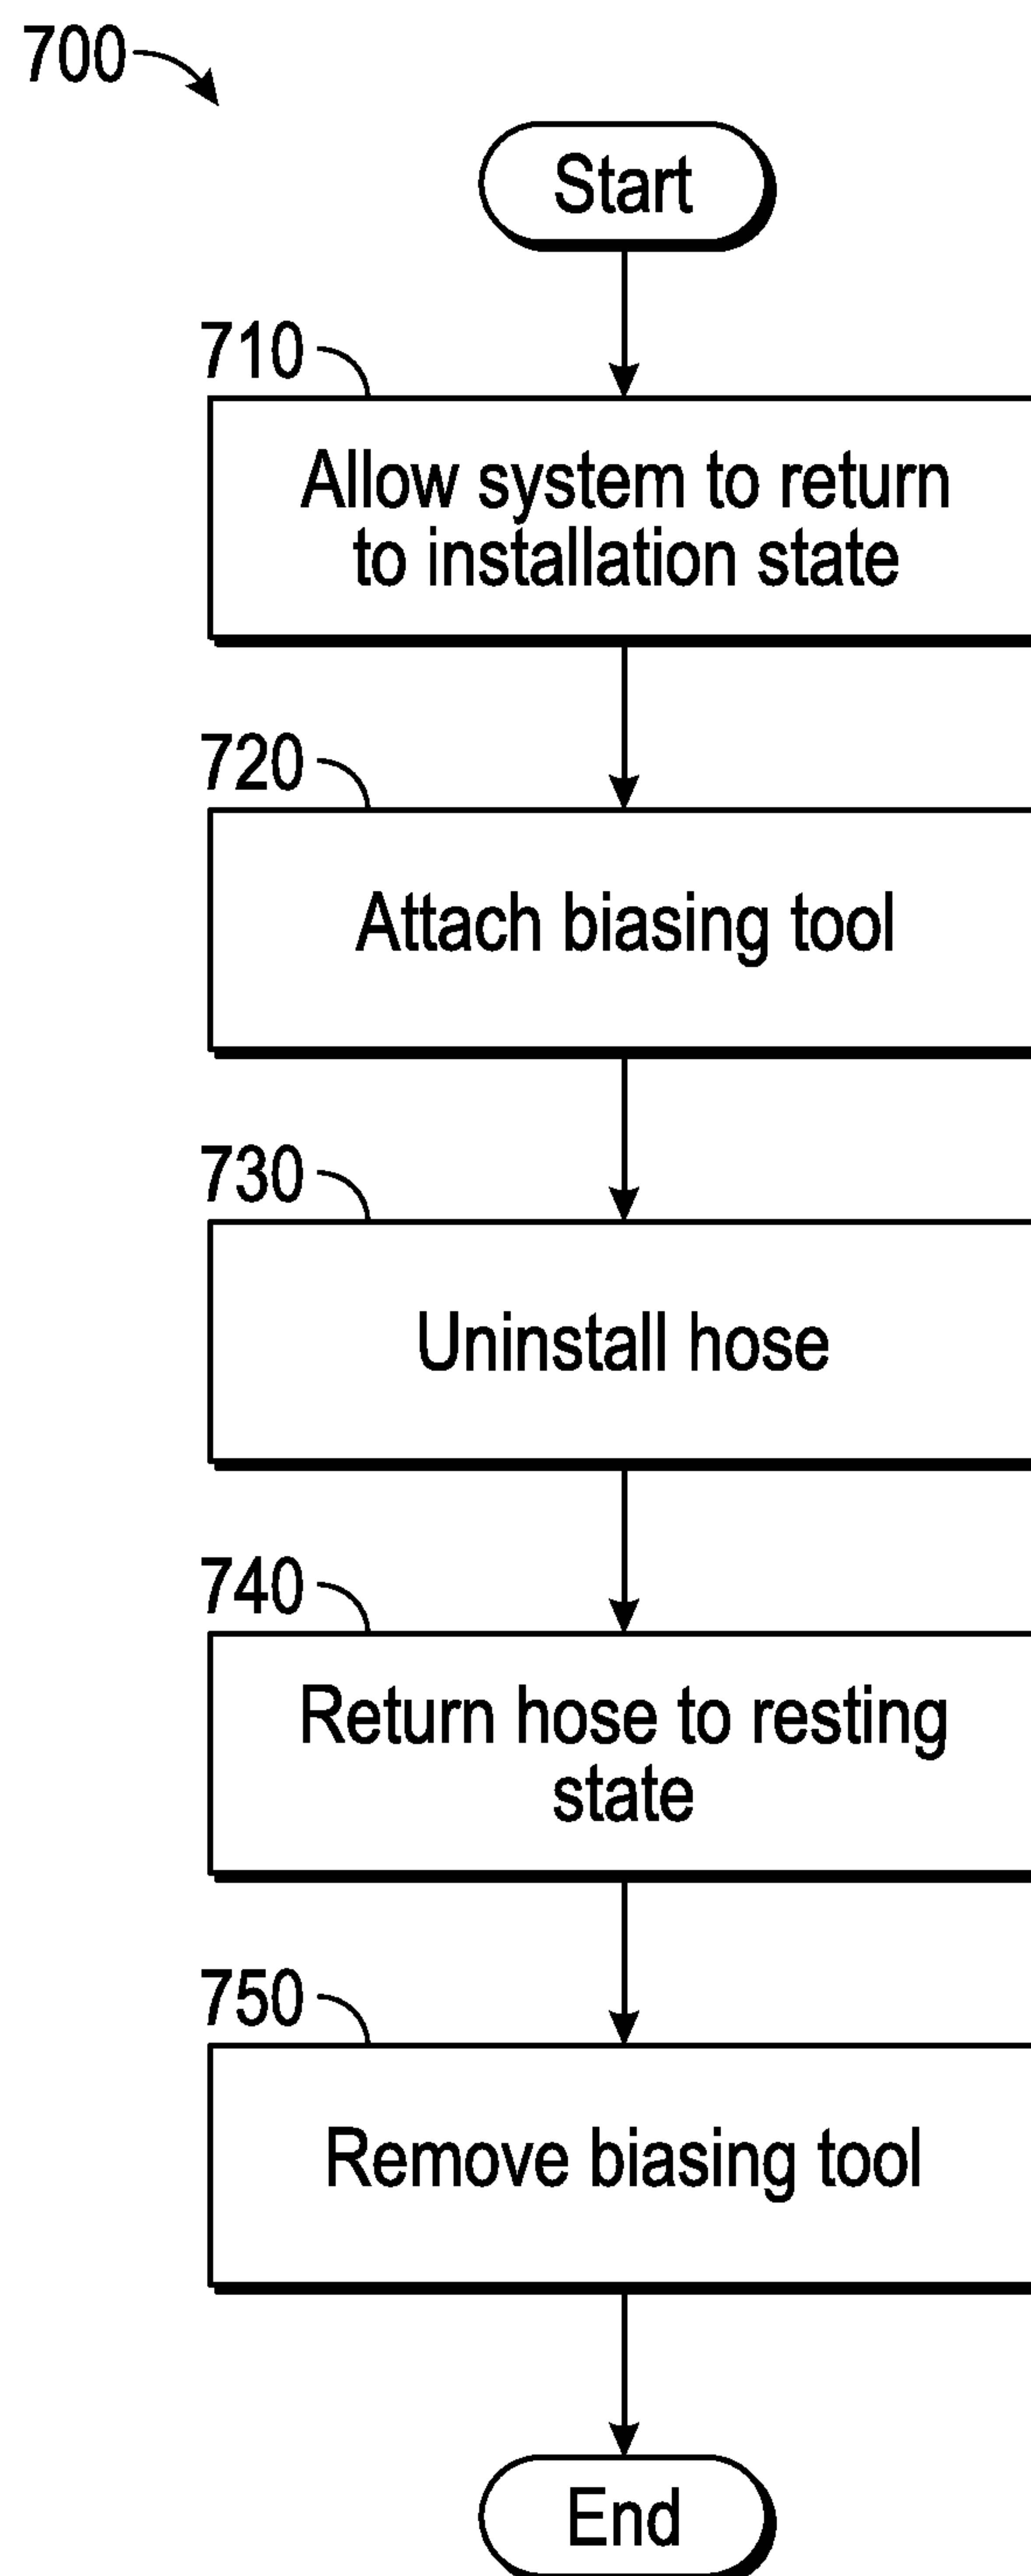 700
Start
710
Allow system to return
to installation state
720
Attach biasing tool
730
Uninstall hose
740
Return hose to resting
state
750
Remove biasing tool
End